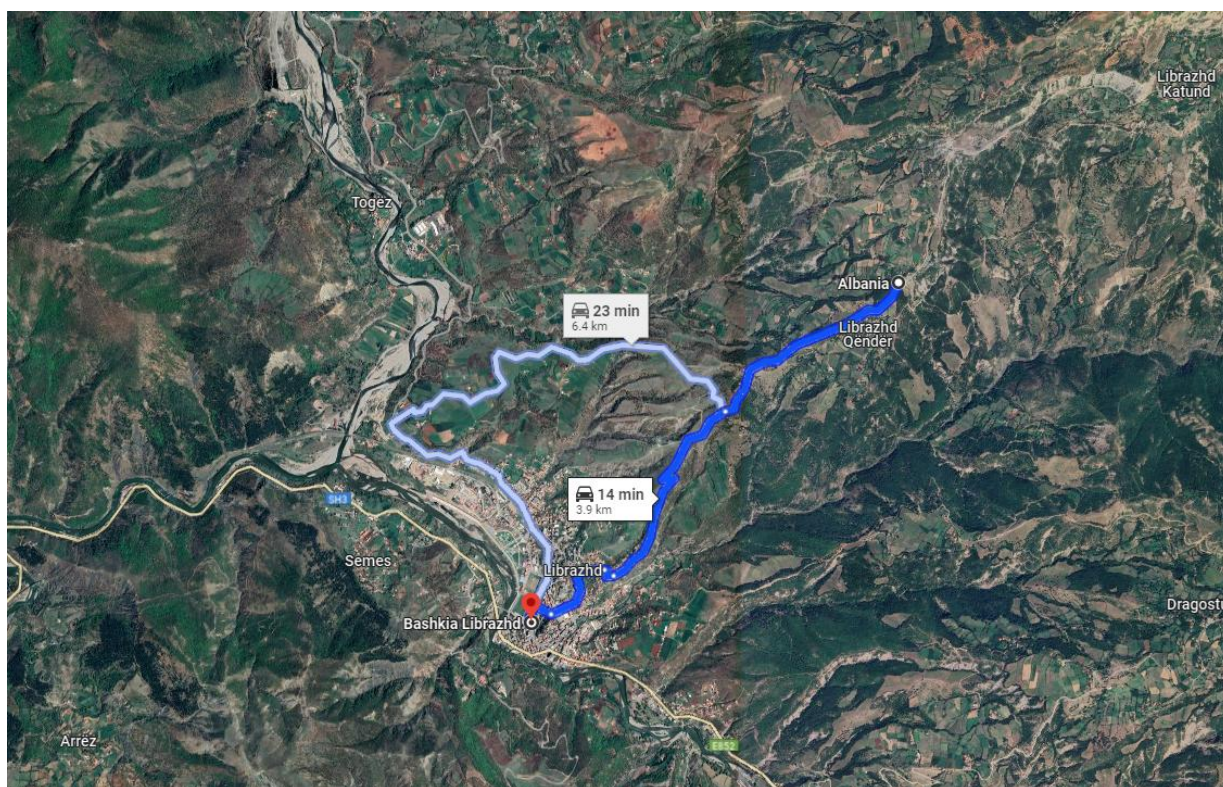 Librazhd
Katund
Togez
Albania
23 min
6.4 km
Librazhd
Qendër
14 min
3.9 km
SH3
Semes
Librazhd
Bashkia Librazhd
Dragostu
Arrez
E852